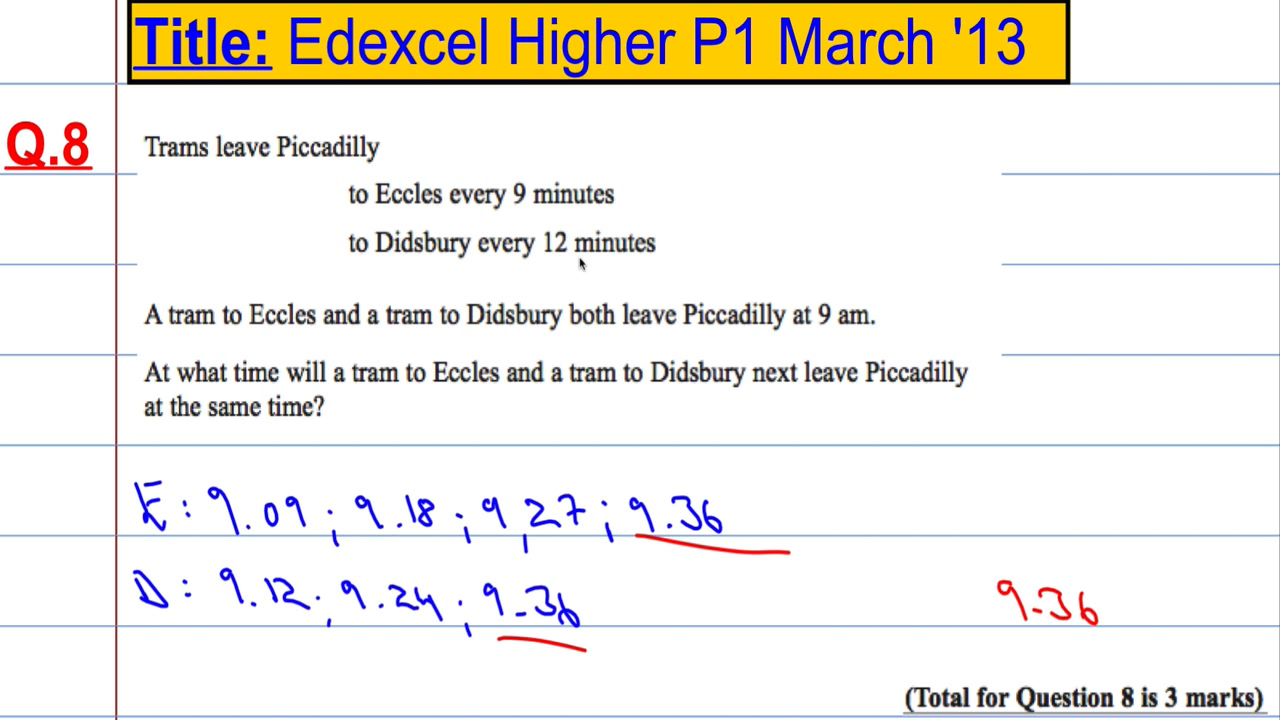 Title: Edexcel Higher P1 March '13
Q.8
Trams leave Piccadilly
to Eccles every 9 minutes
to Didsbury every 12 minutes
A tram to Eccles and a tram to Didsbury both leave Piccadilly at 9 am.
At what time will a tram to Eccles and a tram to Didsbury next leave Piccadilly
at the same time?
E: 9.09; 9.18; 9,27; 9.36
D: 9.12; 9.24; 9-36
9-36
(Total for Question 8 is 3 marks)